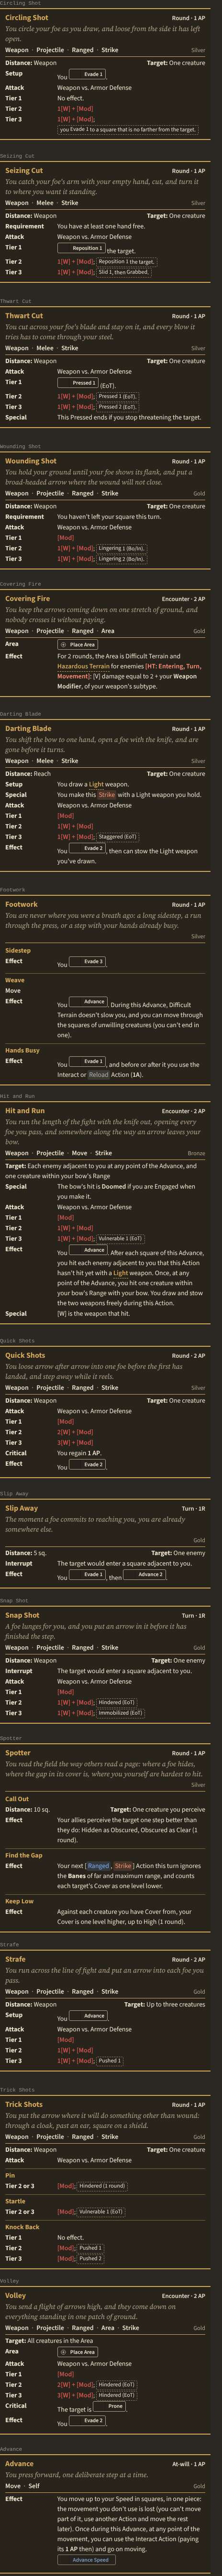 Circling Shot
Circling Shot Round · 1 AP
You circle your foe as you draw, and loose from the side it has left
open.
Weapon · Projectile · Ranged · Strike Silver
Distance: Weapon Target: One creature
Setup You Evade 1.
Attack Weapon vs. Armor Defense
Tier 1 No effect.
Tier 2 1[W] + [Mod]
Tier 3 1[W] + [Mod];
you Evade 1 to a square that is no farther from the target.
Seizing Cut
Seizing Cut Round · 1 AP
You catch your foe's arm with your empty hand, cut, and turn it
to where you want it standing.
Weapon · Melee · Strike Silver
Distance: Weapon Target: One creature
Requirement You have at least one hand free.
Attack Weapon vs. Armor Defense
Tier 1 Reposition 1 the target.
Tier 2 1[W] + [Mod]; Reposition 1 the target.
Tier 3 1[W] + [Mod]; Slid 1, then Grabbed.
Thwart Cut
Thwart Cut Round · 1 AP
You cut across your foe's blade and stay on it, and every blow it
tries has to come through your steel.
Weapon · Melee · Strike
Distance: Weapon Target: One creature
Attack Weapon vs. Armor Defense
Tier 1 Pressed 1 (EoT).
Tier 2 1[W] + [Mod]; Pressed 1 (EoT).
Tier 3 1[W] + [Mod]; Pressed 2 (EoT).
Special This Pressed ends if you stop threatening the target.
Wounding Shot
Wounding Shot Round · 1 AP
You hold your ground until your foe shows its flank, and put a
broad-headed arrow where the wound will not close.
Weapon · Projectile · Ranged · Strike Gold
Distance: Weapon Target: One creature
Requirement You haven't left your square this turn.
Attack Weapon vs. Armor Defense
Tier 1 [Mod]
Tier 2 1[W] + [Mod]; Lingering 1 (Bo/In).
Tier 3 1[W] + [Mod]; Lingering 2 (Bo/In).
Covering Fire
Covering Fire Encounter · 2 AP
You keep the arrows coming down on one stretch of ground, and
nobody crosses it without paying.
Weapon · Projectile · Ranged · Area Gold
Area Place Area
Effect For 2 rounds, the Area is Difficult Terrain and
Hazardous Terrain for enemies [HT: Entering, Turn,
Movement]: [V] damage equal to 2 + your Weapon
Modifier, of your weapon's subtype.
Darting Blade
Darting Blade Round · 1 AP
You shift the bow to one hand, open a foe with the knife, and are
gone before it turns.
Weapon · Melee · Strike Silver
Distance: Reach Target: One creature
Setup You draw a Light weapon.
Special You make this Strike with a Light weapon you hold.
Attack Weapon vs. Armor Defense
Tier 1 [Mod]
Tier 2 1[W] + [Mod]
Tier 3 1[W] + [Mod]; Staggered (EoT)
Effect You Evade 2, then can stow the Light weapon
you've drawn.
Footwork
Footwork Round · 1 AP
You are never where you were a breath ago: a long sidestep, a run
through the press, or a step with your hands already busy.
Silver
Sidestep
Effect You Evade 3.
Weave
Move
Effect You Advance. During this Advance, Difficult
Terrain doesn't slow you, and you can move through
the squares of unwilling creatures (you can't end in
one).
Hands Busy
Effect You Evade 1, and before or after it you use the
Interact or Reload Action (1A).
Hit and Run
Hit and Run Encounter · 2 AP
You run the length of the fight with the knife out, opening every
foe you pass, and somewhere along the way an arrow leaves your
bow.
Weapon · Projectile · Move · Strike Bronze
Target: Each enemy adjacent to you at any point of the Advance, and
one creature within your bow's Range
Special The bow's hit is Doomed if you are Engaged when
you make it.
Tier 1 [Mod]
Tier 2 1[W] + [Mod]
Tier 3 1[W] + [Mod]; Vulnerable 1 (EoT)
Effect You Advance. After each square of this Advance,
you hit each enemy adjacent to you that this Action
hasn't hit yet with a Light weapon. Once, at any
point of the Advance, you hit one creature within
your bow's Range with your bow. You draw and stow
the two weapons freely during this Action.
Special [W] is the weapon that hit.
Quick Shots
Quick Shots Round · 2 AP
You loose arrow after arrow into one foe before the first has
landed, and step away while it reels.
Weapon · Projectile · Ranged · Strike Silver
Distance: Weapon Target: One creature
Attack Weapon vs. Armor Defense
Tier 1 [Mod]
Tier 2 2[W] + [Mod]
Tier 3 3[W] + [Mod]
Critical You regain 1 AP.
Effect You Evade 2.
Slip Away
Slip Away Turn · 1R
The moment a foe commits to reaching you, you are already
somewhere else.
Gold
Distance: 5 sq. Target: One enemy
Interrupt The target would enter a square adjacent to you.
Effect You Evade 1, then Advance 2.
Snap Shot
Snap Shot Turn · 1R
A foe lunges for you, and you put an arrow in it before it has
finished the step.
Weapon · Projectile · Ranged · Strike Gold
Distance: Weapon Target: One enemy
Interrupt The target would enter a square adjacent to you.
Attack Weapon vs. Armor Defense
Tier 1 [Mod]
Tier 2 1[W] + [Mod]; Hindered (EoT)
Tier 3 1[W] + [Mod]; Immobilized (EoT)
Spotter
Spotter Round · 1 AP
You read the field the way others read a page: where a foe hides,
where the gap in its cover is, where you yourself are hardest to hit.
Silver
Call Out
Distance: 10 sq. Target: One creature you perceive
Effect Your allies perceive the target one step better than
they do: Hidden as Obscured, Obscured as Clear (1
round).
Find the Gap
Effect Your next [Ranged, Strike] Action this turn ignores
the Banes of far and maximum range, and counts
each target's Cover as one level lower.
Keep Low
Effect Against each creature you have Cover from, your
Cover is one level higher, up to High (1 round).
Strafe
Strafe Round · 2 AP
You run across the line of fight and put an arrow into each foe you
pass.
Weapon · Projectile · Ranged · Strike Gold
Distance: Weapon Target: Up to three creatures
Setup You Advance.
Attack Weapon vs. Armor Defense
Tier 1 [Mod]
Tier 2 1[W] + [Mod]
Tier 3 1[W] + [Mod]; Pushed 1
Trick Shots
Trick Shots Round · 1 AP
You put the arrow where it will do something other than wound:
through a cloak, past an ear, square on a shield.
Weapon · Projectile · Ranged · Strike Gold
Distance: Weapon Target: One creature
Attack Weapon vs. Armor Defense
Pin
Tier 2 or 3 [Mod]; Hindered (1 round)
Startle
Tier 2 or 3 [Mod]; Vulnerable 1 (EoT)
Knock Back
Tier 1 No effect.
Tier 2 [Mod]; Pushed 1
Tier 3 [Mod]; Pushed 2
Volley
Volley Encounter · 2 AP
You send a flight of arrows high, and they come down on
everything standing in one patch of ground.
Weapon · Projectile · Ranged · Area · Strike Gold
Target: All creatures in the Area
Area Place Area
Attack Weapon vs. Armor Defense
Tier 1 [Mod]
Tier 2 2[W] + [Mod]; Hindered (EoT)
Tier 3 3[W] + [Mod]; Hindered (EoT)
Critical The target is Prone.
Effect You Evade 2.
Advance
Advance At-will · 1 AP
You press forward, one deliberate step at a time.
Move · Self Gold
Effect You move up to your Speed in squares, in one piece:
the movement you don't use is lost (you can't move
part of it, use another Action and move the rest
later). Once during this Advance, at any point of the
movement, you can use the Interact Action (paying
its 1 AP then) and go on moving.
Advance Speed